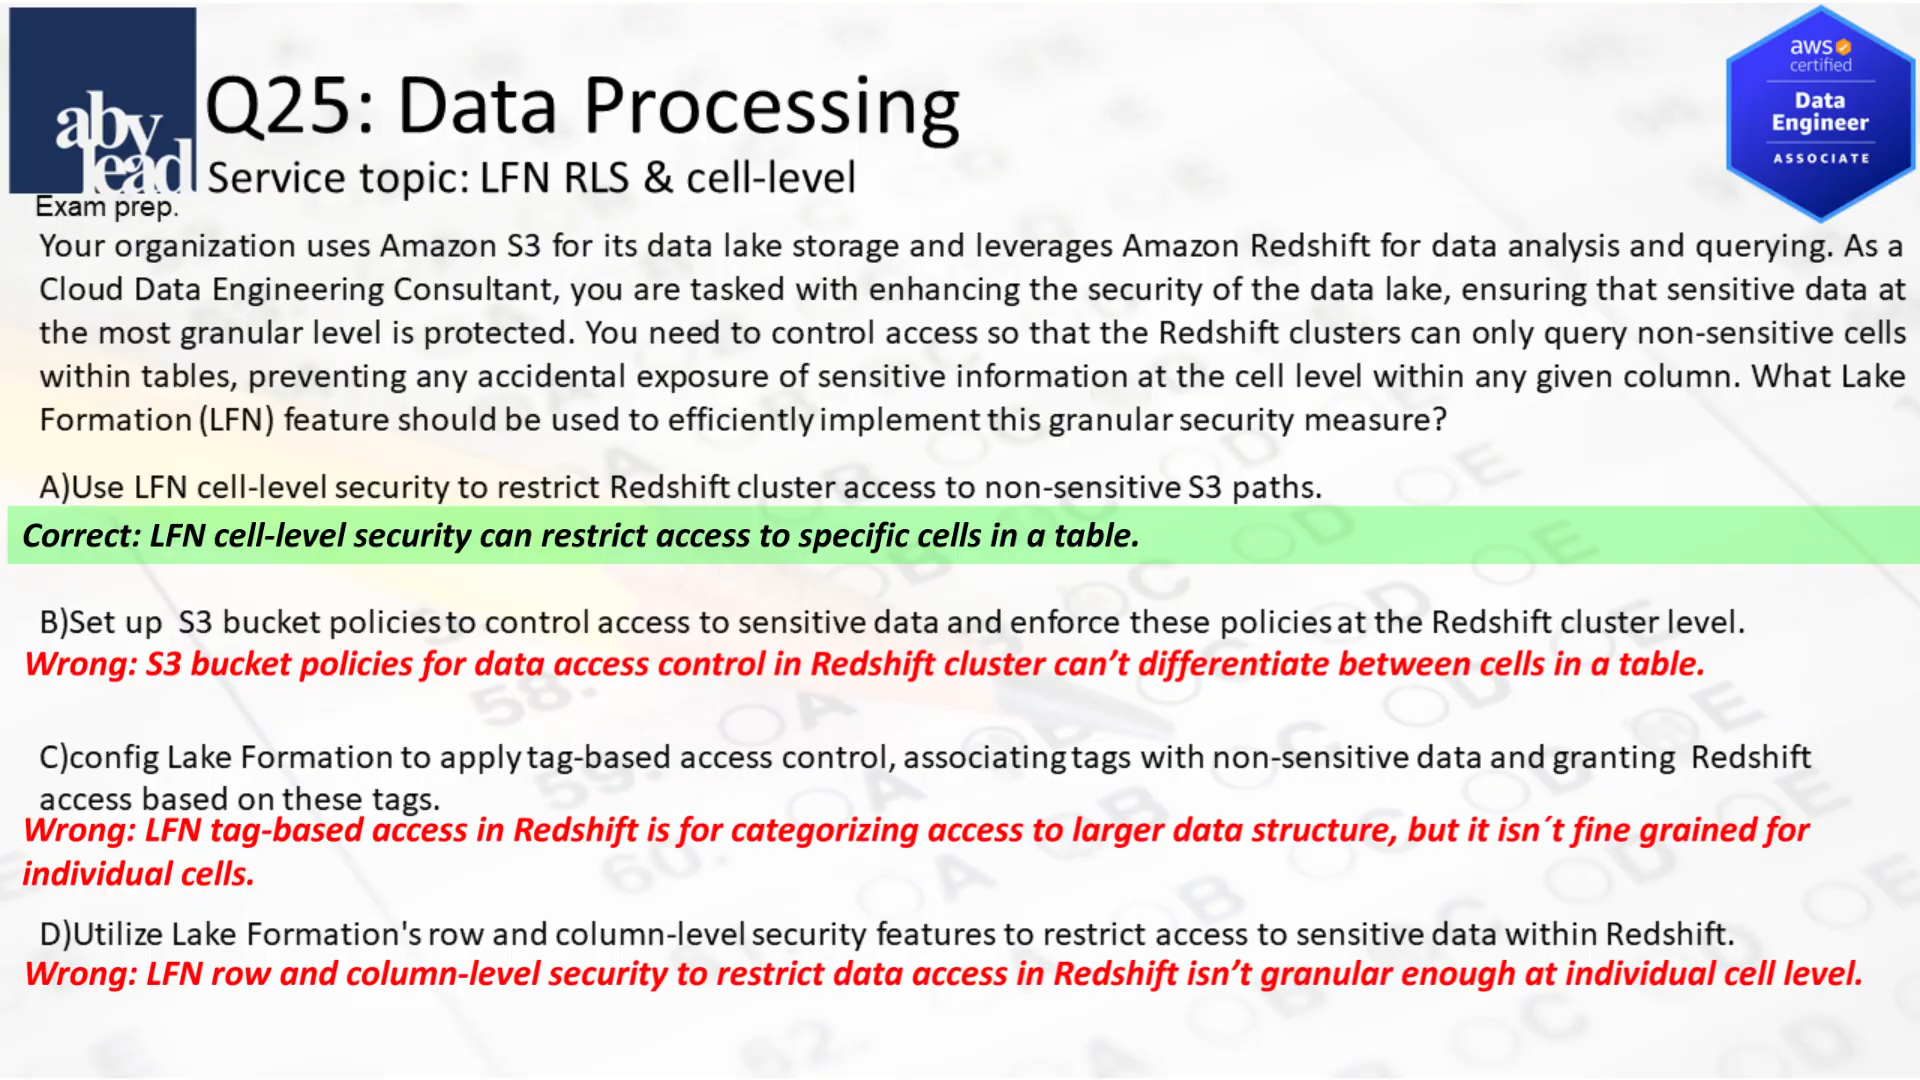 aby
lead
Exam prep.
Q25: Data Processing
Service topic: LFN RLS & cell-level
aws
certified
Data
Engineer
ASSOCIATE
Your organization uses Amazon S3 for its data lake storage and leverages Amazon Redshift for data analysis and querying. As a
Cloud Data Engineering Consultant, you are tasked with enhancing the security of the data lake, ensuring that sensitive data at
the most granular level is protected. You need to control access so that the Redshift clusters can only query non-sensitive cells
within tables, preventing any accidental exposure of sensitive information at the cell level within any given column. What Lake
Formation (LFN) feature should be used to efficiently implement this granular security measure?
A)Use LFN cell-level security to restrict Redshift cluster access to non-sensitive S3 paths.
Correct: LFN cell-level security can restrict access to specific cells in a table.
B)Set up S3 bucket policies to control access to sensitive data and enforce these policies at the Redshift cluster level.
Wrong: S3 bucket policies for data access control in Redshift cluster can’t differentiate between cells in a table.
C)config Lake Formation to apply tag-based access control, associating tags with non-sensitive data and granting Redshift
access based on these tags.
Wrong: LFN tag-based access in Redshift is for categorizing access to larger data structure, but it isn´t fine grained for
individual cells.
D)Utilize Lake Formation's row and column-level security features to restrict access to sensitive data within Redshift.
Wrong: LFN row and column-level security to restrict data access in Redshift isn’t granular enough at individual cell level.